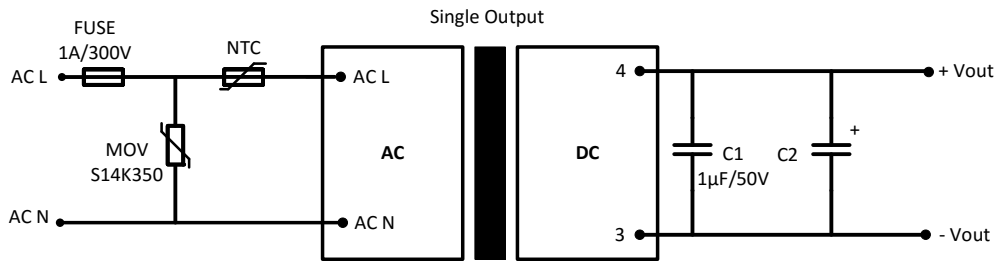 Single Output
FUSE
1A/300V
NTC
AC L
AC L
4
+ Vout
MOV
S14K350
AC
DC
C1
1µF/50V
C2
+
AC N
AC N
3
- Vout